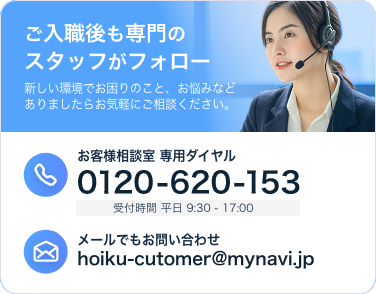 ご入職後も専門の
スタッフがフォロー
新しい環境でお困りのこと、お悩みなど
ありましたらお気軽にご相談ください。
お客様相談室 専用ダイヤル
0120-620-153
受付時間 平日 9:30 - 17:00
メールでもお問い合わせ
hoiku-cutomer@mynavi.jp